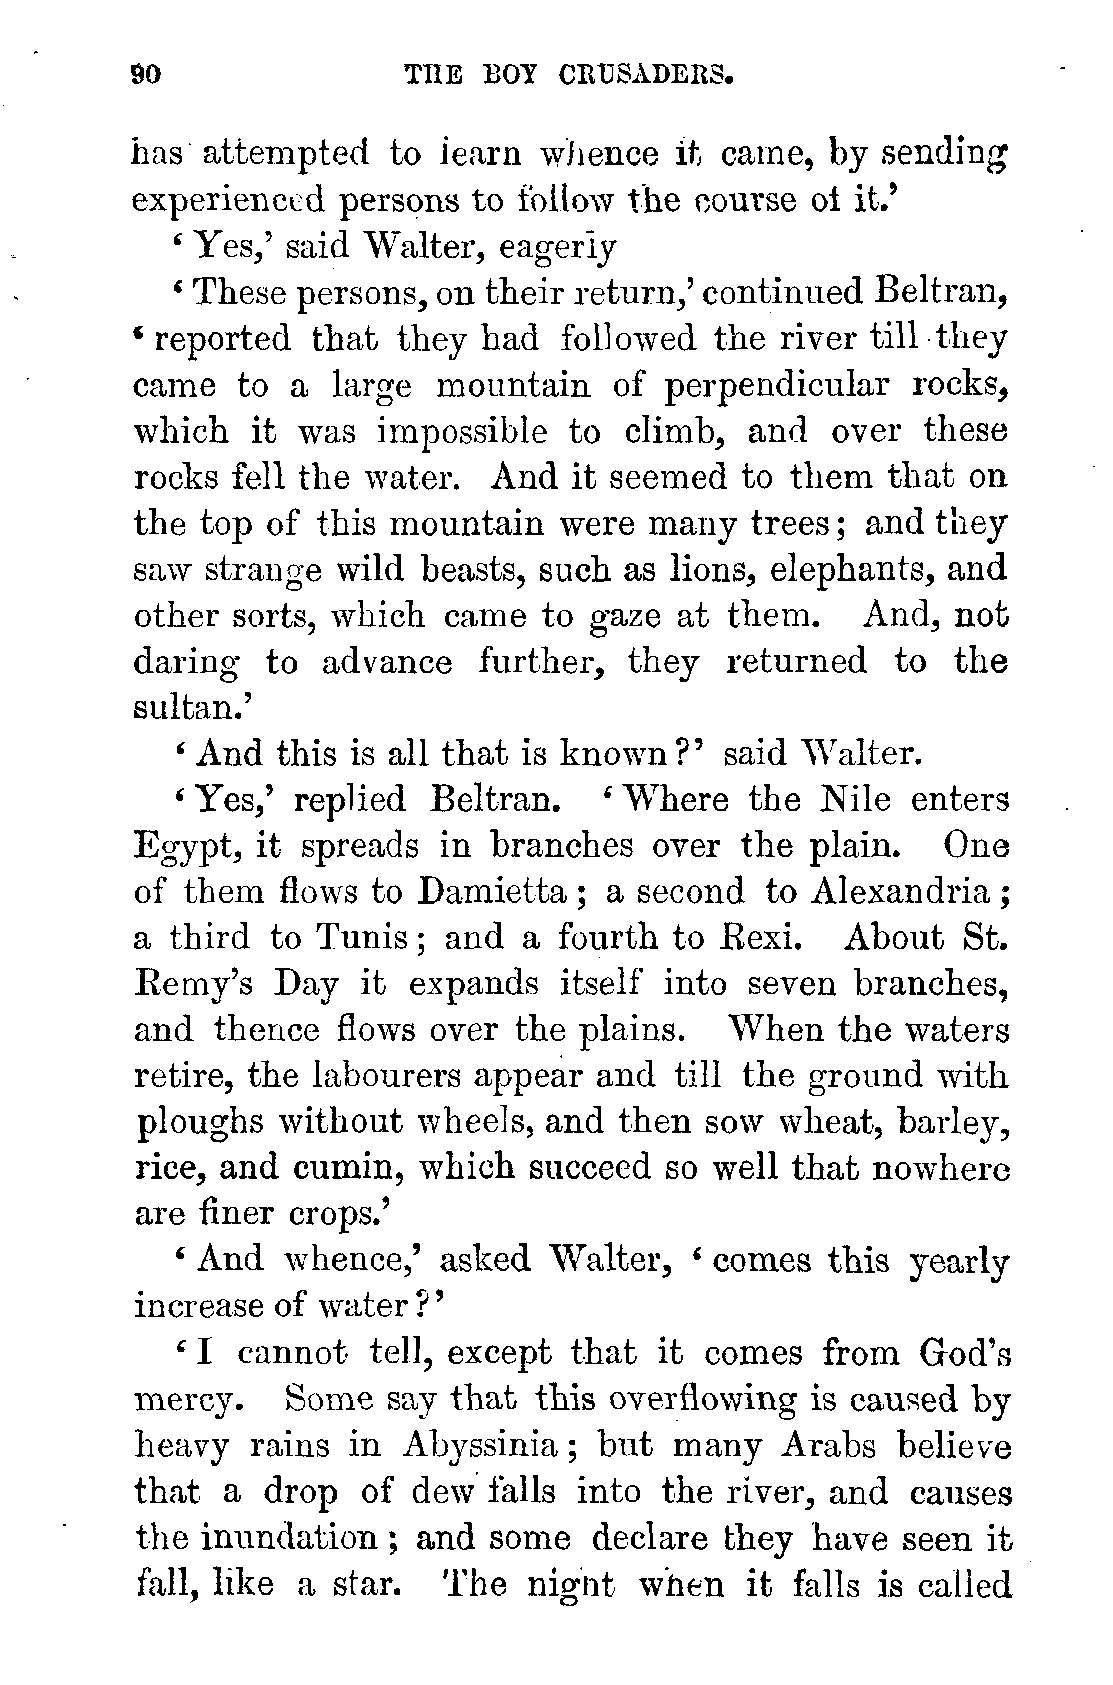 90 THE BOY CRUSADERS.
has attempted to learn whence it came, by sending
experienced persons to follow the course of it.’
‘ Yes,’ said Walter, eagerly
‘ These persons, on their return,’ continued Beltran,
‘ reported that they had followed the river till they
came to a large mountain of perpendicular rocks,
which it was impossible to climb, and over these
rocks fell the water. And it seemed to them that on
the top of this mountain were many trees; and they
saw strange wild beasts, such as lions, elephants, and
other sorts, which came to gaze at them. And, not
daring to advance further, they returned to the
sultan.’
‘ And this is all that is known?’ said Walter.
‘ Yes,’ replied Beltran. ‘ Where the Nile enters
Egypt, it spreads in branches over the plain. One
of them flows to Damietta; a second to Alexandria;
a third to Tunis; and a fourth to Rexi. About St.
Remy’s Day it expands itself into seven branches,
and thence flows over the plains. When the waters
retire, the labourers appear and till the ground with
ploughs without wheels, and then sow wheat, barley,
rice, and cumin, which succeed so well that nowhere
are finer crops.’
‘ And whence,’ asked Walter, ‘ comes this yearly
increase of water?’
‘ I cannot tell, except that it comes from God’s
mercy. Some say that this overflowing is caused by
heavy rains in Abyssinia; but many Arabs believe
that a drop of dew falls into the river, and causes
the inundation; and some declare they have seen it
fall, like a star. The night when it falls is called